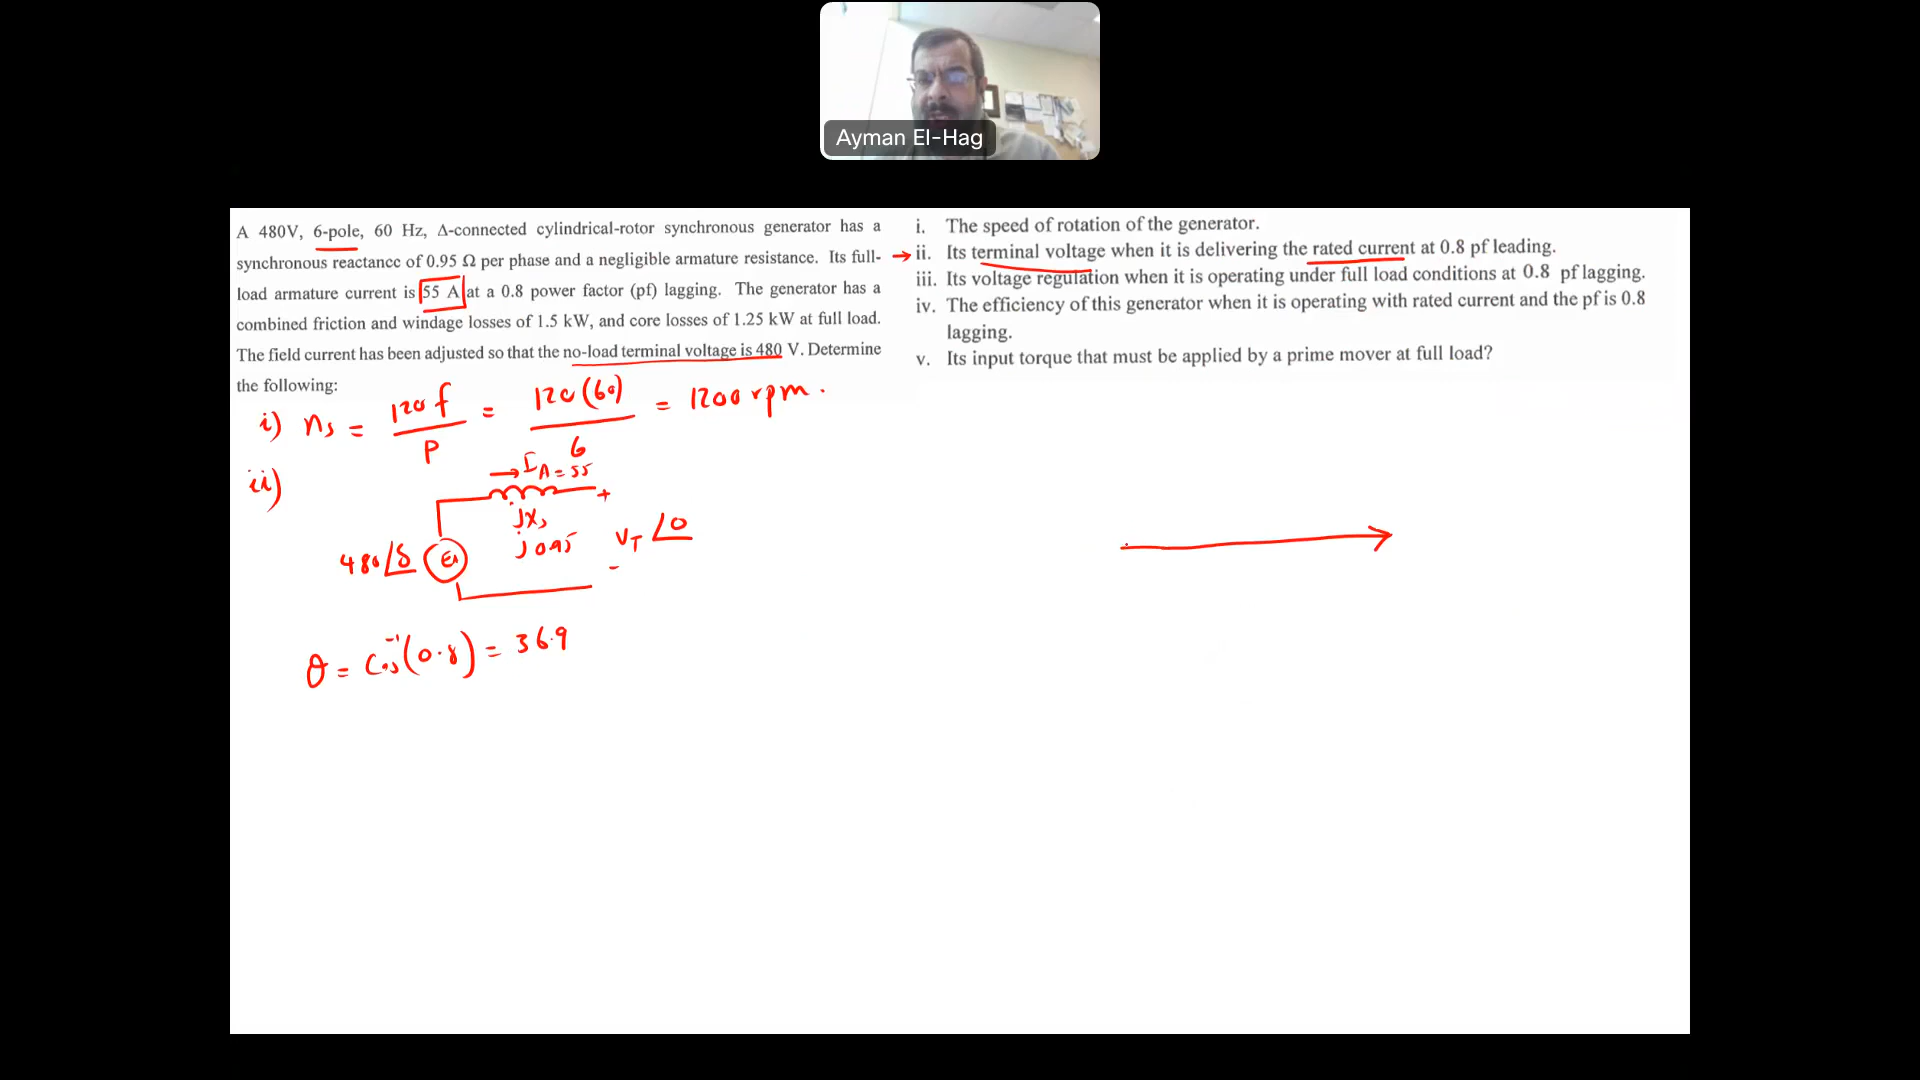 Ayman El-Hag
A 480V, 6-pole, 60 Hz, Δ-connected cylindrical-rotor synchronous generator has a
synchronous reactance of 0.95 Ω per phase and a negligible armature resistance. Its full-
load armature current is 55 A at a 0.8 power factor (pf) lagging. The generator has a
combined friction and windage losses of 1.5 kW, and core losses of 1.25 kW at full load.
The field current has been adjusted so that the no-load terminal voltage is 480 V. Determine
the following:
i. The speed of rotation of the generator.
→ ii. Its terminal voltage when it is delivering the rated current at 0.8 pf leading.
iii. Its voltage regulation when it is operating under full load conditions at 0.8 pf lagging.
iv. The efficiency of this generator when it is operating with rated current and the pf is 0.8
lagging.
v. Its input torque that must be applied by a prime mover at full load?
i) ns = 120 f / P = 120 (60) / 6 = 1200 rpm.
ii)
→ IA = 55
+
jXs
j 0.95
VT ∠0
480 ∠δ EA
-
θ = Cos⁻¹(0.8) = 36.9